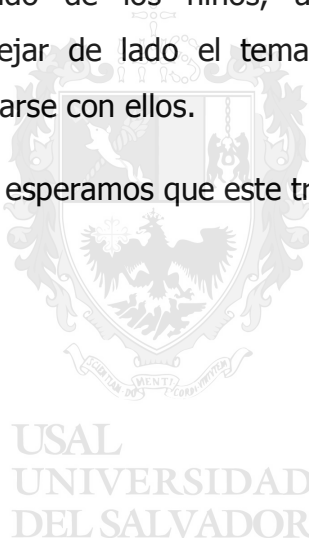 ado de los niños, a
ejar de lado el tema
arse con ellos.
esperamos que este tr
MENTI
USAL
UNIVERSIDAD
DEL SALVADOR